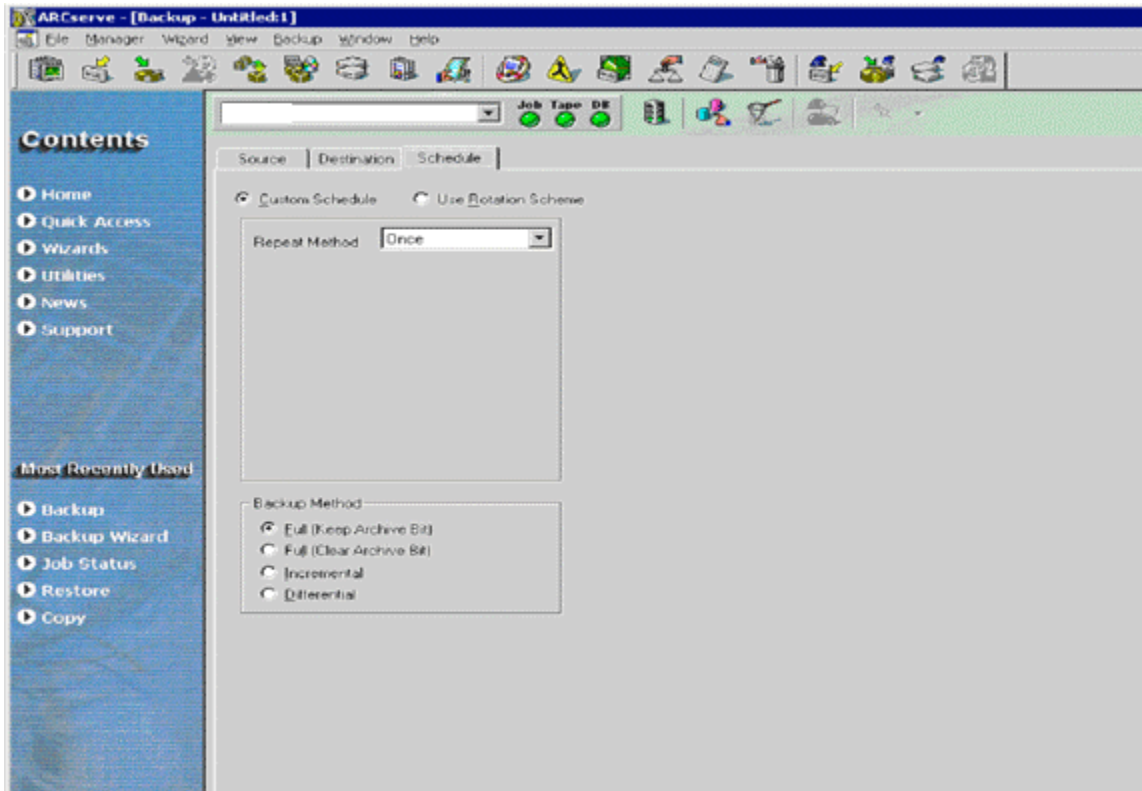 ARCserve - [Backup - Untitled:1]
File Manager Wizard View Backup Window Help
Job Tape DB
Contents
Home
Quick Access
Wizards
Utilities
News
Support
Most Recently Used
Backup
Backup Wizard
Job Status
Restore
Copy
Source Destination Schedule
Custom Schedule Use Rotation Scheme
Repeat Method Once
Backup Method
Full (Keep Archive Bit)
Full (Clear Archive Bit)
Incremental
Differential